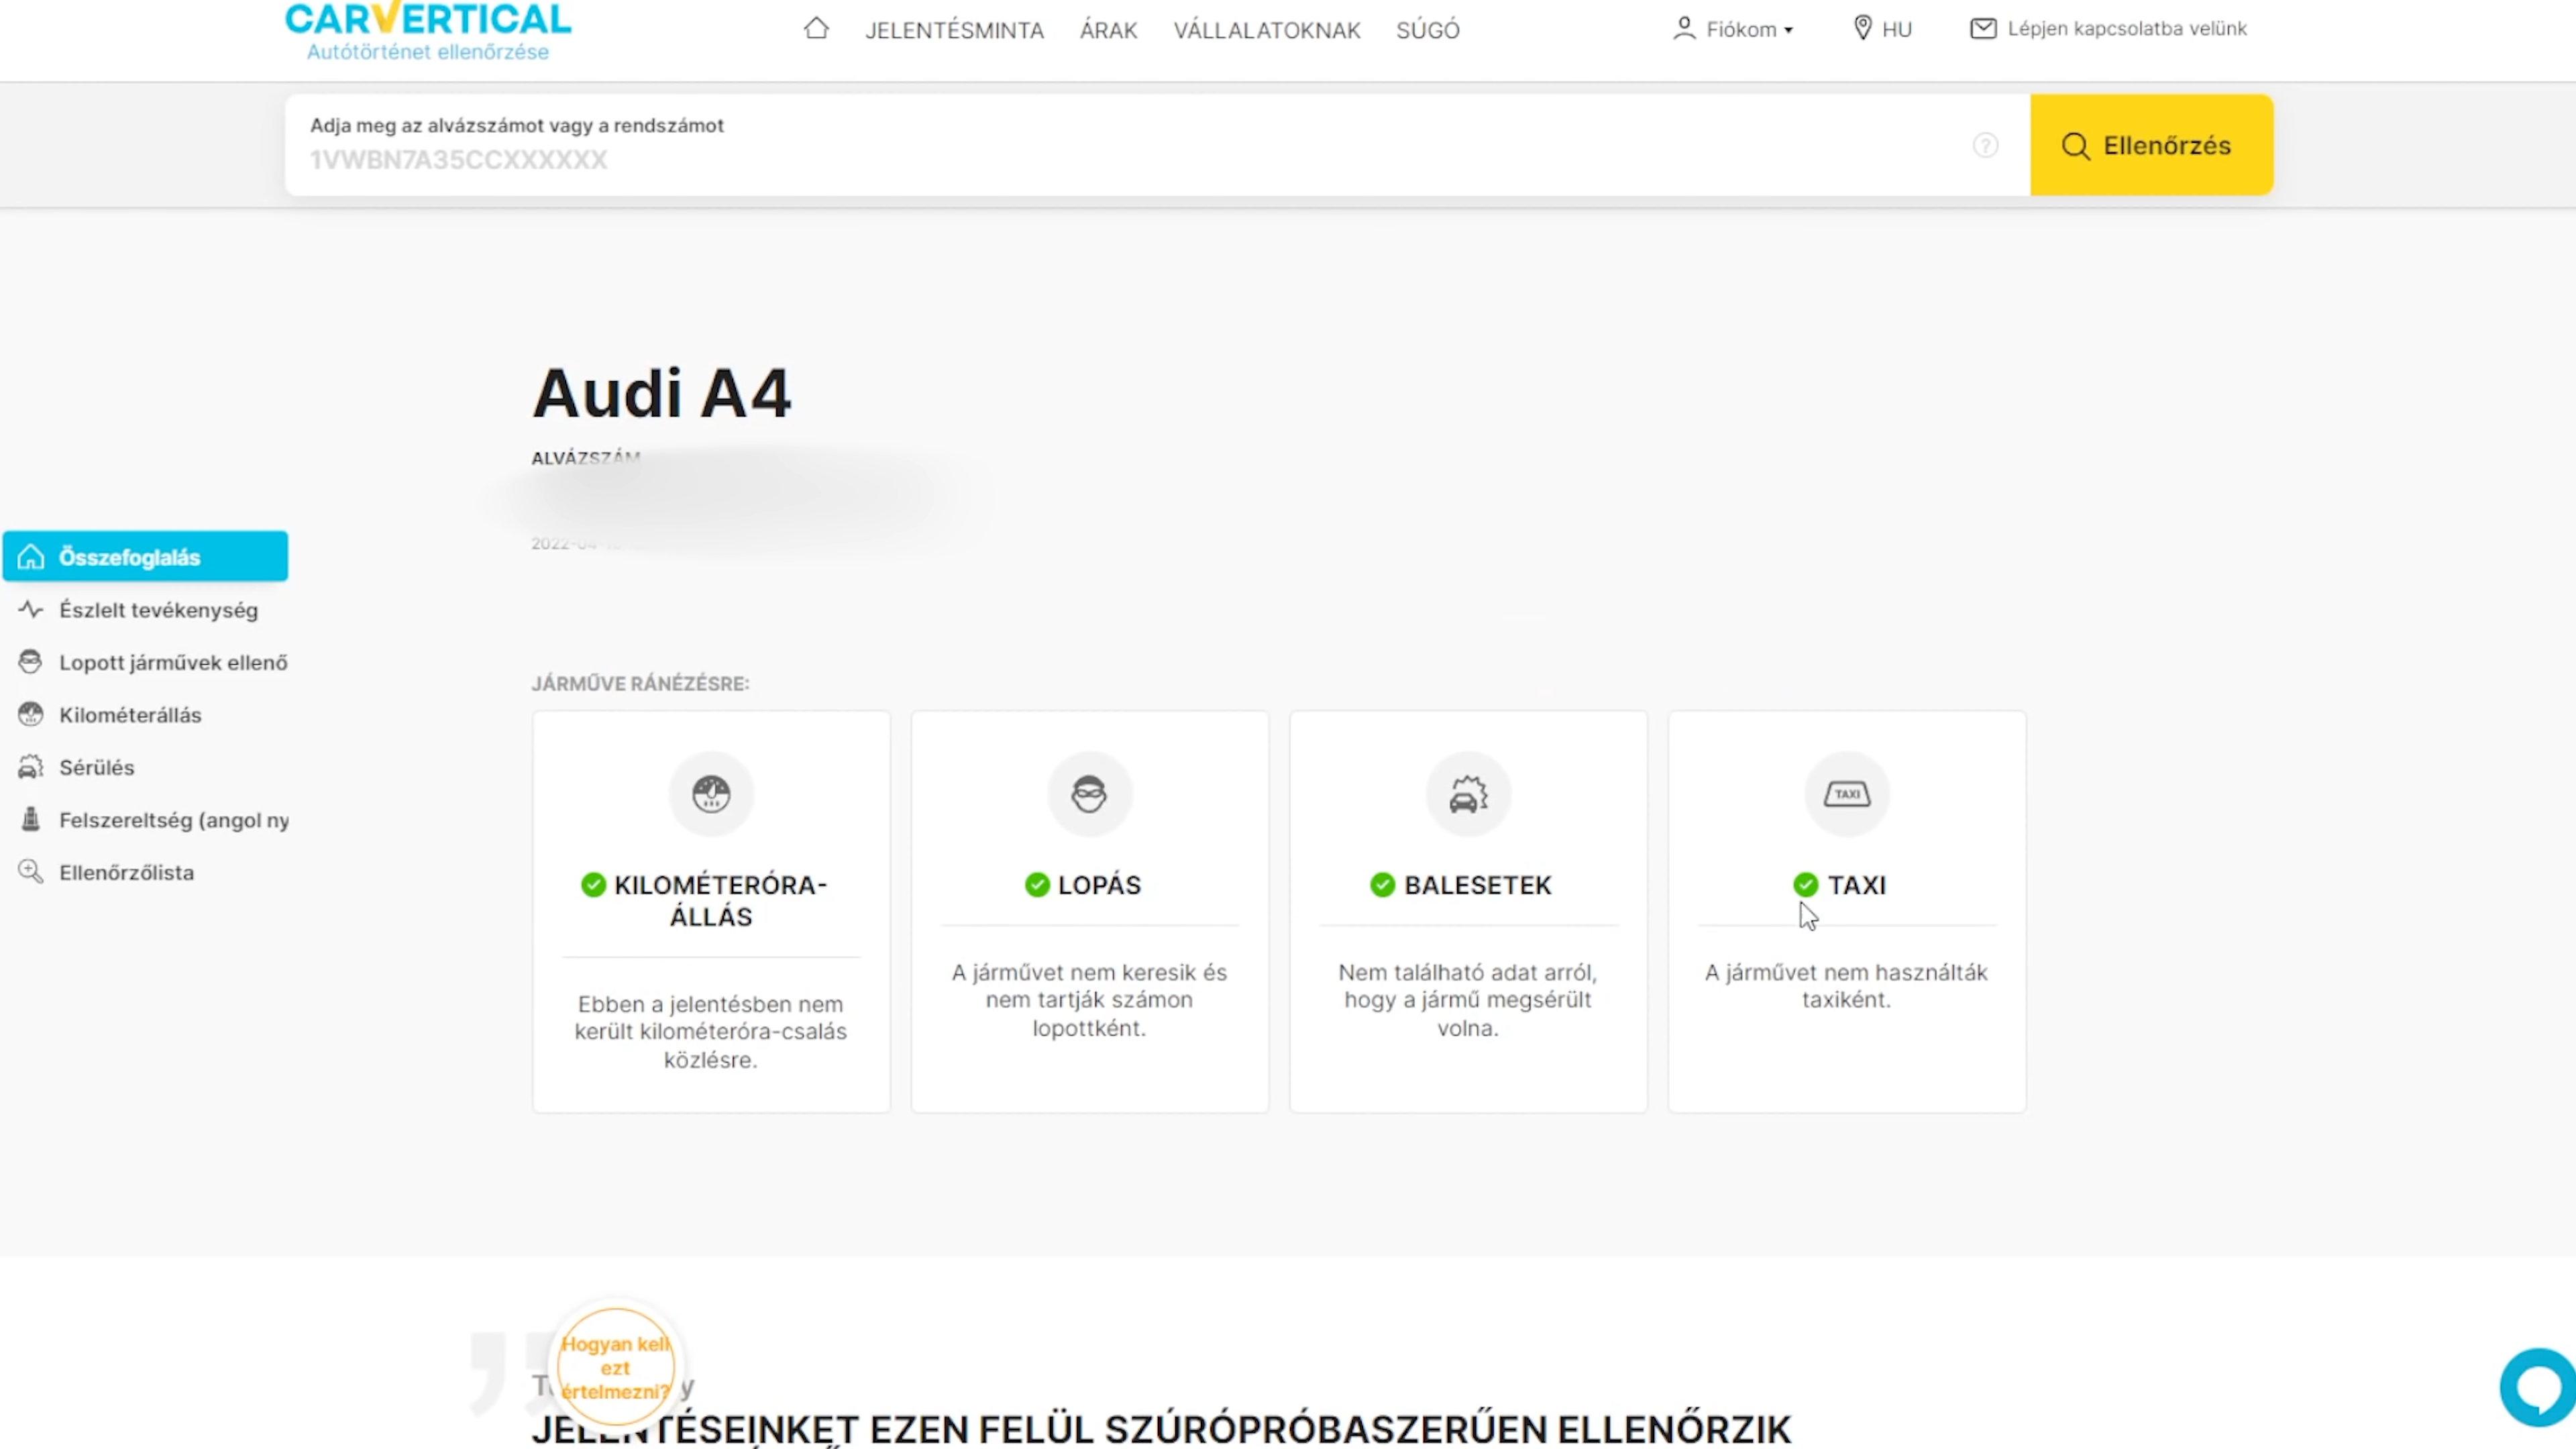 CARVERTICAL
Autótörténet ellenőrzése
JELENTÉSMINTA
ÁRAK
VÁLLALATOKNAK
SÚGÓ
Fiókom
HU
Lépjen kapcsolatba velünk
Adja meg az alvázszámot vagy a rendszámot
1VWBN7A35CCXXXXXX
?
Ellenőrzés
Audi A4
ALVÁZSZÁM
2022-04-
Összefoglalás
Észlelt tevékenység
Lopott járművek ellenő
Kilométerállás
Sérülés
Felszereltség (angol ny
Ellenőrzőlista
JÁRMŰVE RÁNÉZÉSRE:
KILOMÉTERÓRA-
ÁLLÁS
Ebben a jelentésben nem
került kilométeróra-csalás
közlésre.
LOPÁS
A járművet nem keresik és
nem tartják számon
lopottként.
BALESETEK
Nem található adat arról,
hogy a jármű megsérült
volna.
TAXI
TAXI
A járművet nem használták
taxiként.
Hogyan kell
ezt
értelmezni?
JELENTÉSEINKET EZEN FELÜL SZÚRÓPRÓBASZERŰEN ELLENŐRZIK